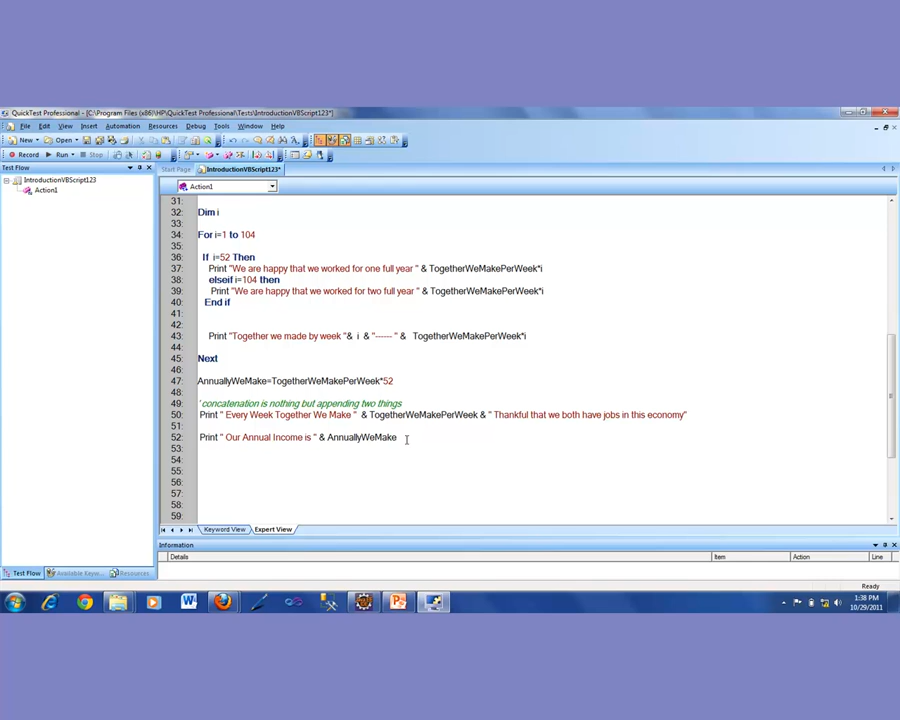 QuickTest Professional - [C:\Program Files (x86)\HP\QuickTest Professional\Tests\IntroductionVBScript123*]
File Edit View Insert Automation Resources Debug Tools Window Help
New Open
Record Run Stop
Test Flow
Start Page IntroductionVBScript123*
IntroductionVBScript123
Action1
Action1
31:
32: Dim i
33:
34: For i=1 to 104
35:
36: If i=52 Then
37: Print "We are happy that we worked for one full year " & TogetherWeMakePerWeek*i
38: elseif i=104 then
39: Print "We are happy that we worked for two full year " & TogetherWeMakePerWeek*i
40: End if
41:
42:
43: Print "Together we made by week "& i & "------ " & TogetherWeMakePerWeek*i
44:
45: Next
46:
47: AnnuallyWeMake=TogetherWeMakePerWeek*52
48:
49: ' concatenation is nothing but appending two things
50: Print " Every Week Together We Make " & TogetherWeMakePerWeek & " Thankful that we both have jobs in this economy"
51:
52: Print " Our Annual Income is " & AnnuallyWeMake
53:
54:
55:
56:
57:
58:
59:
Keyword View Expert View
Information
Details Item Action Line
Test Flow Available Keyw... Resources
Ready
1:38 PM
10/29/2011